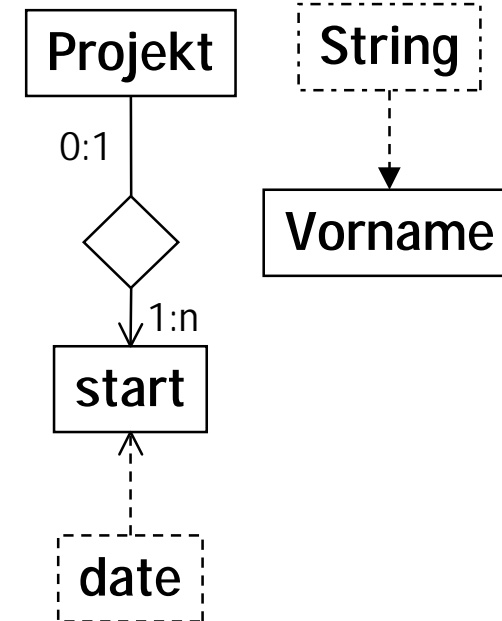 Projekt
String
0:1
Vorname
1:n
start
date